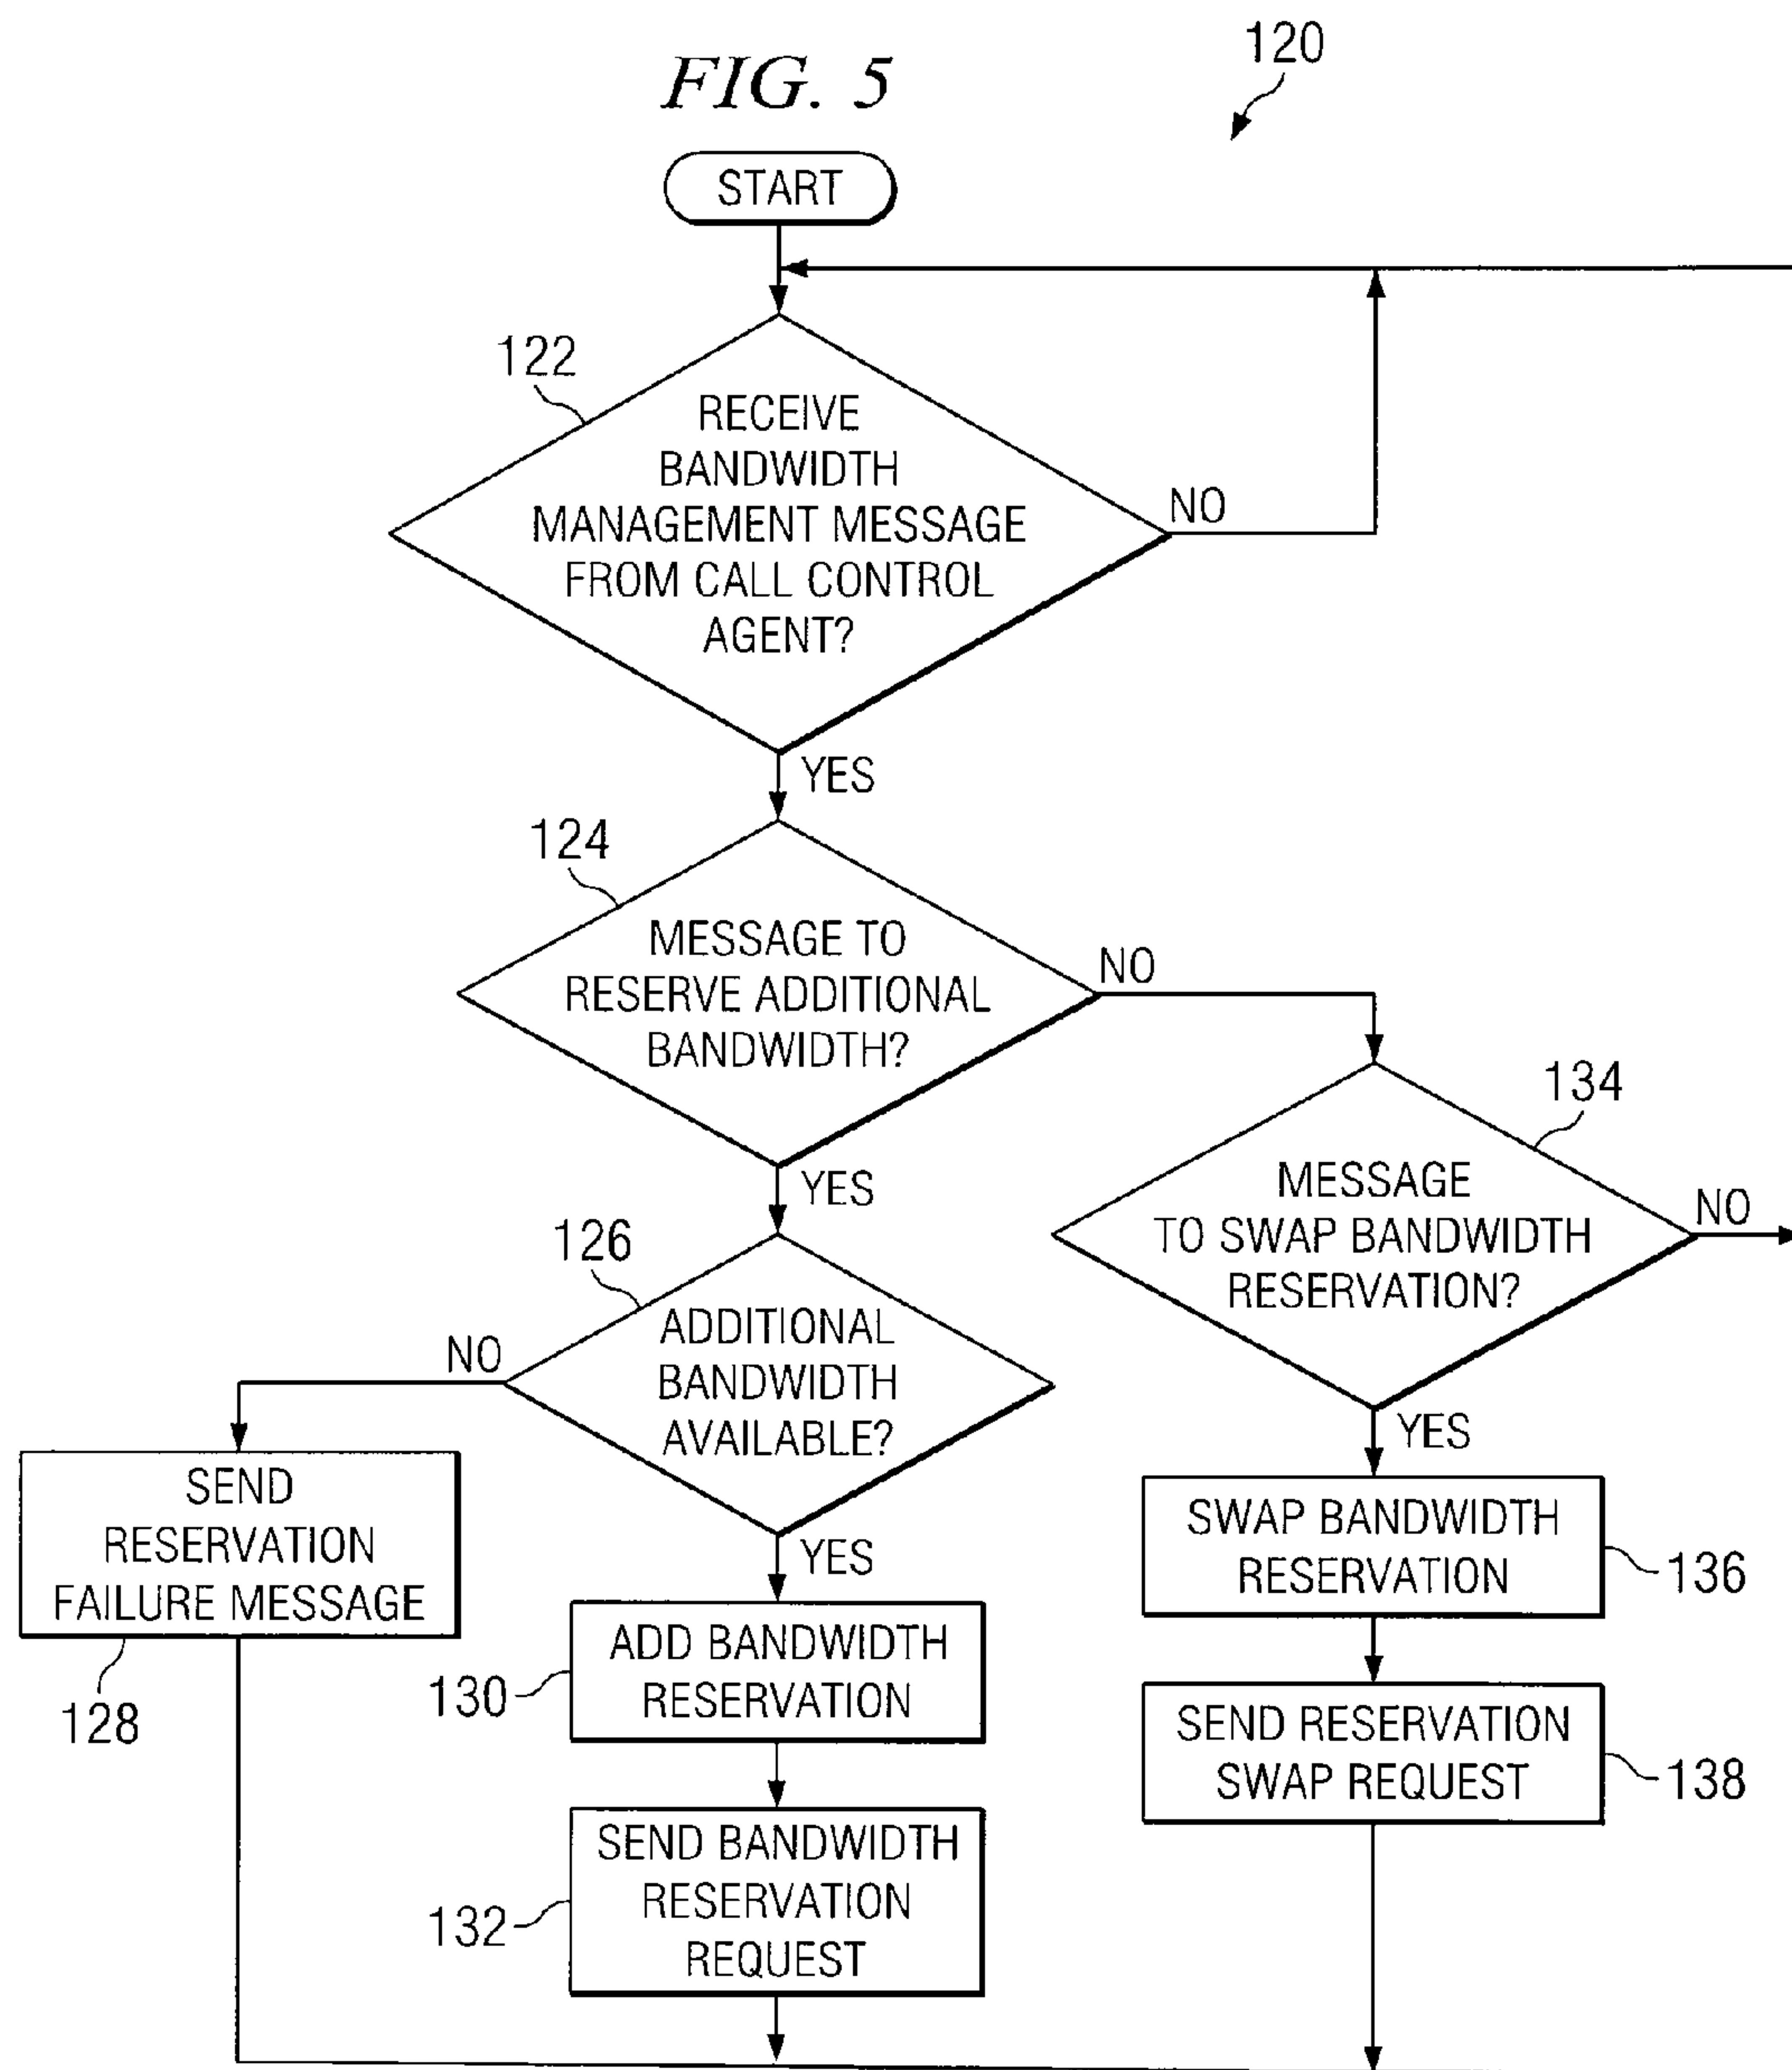 FIG. 5
120
START
122
RECEIVE
BANDWIDTH
MANAGEMENT MESSAGE
FROM CALL CONTROL
AGENT?
NO
YES
124
MESSAGE TO
RESERVE ADDITIONAL
BANDWIDTH?
NO
YES
134
MESSAGE
TO SWAP BANDWIDTH
RESERVATION?
NO
YES
126
ADDITIONAL
BANDWIDTH
AVAILABLE?
NO
YES
SEND
RESERVATION
FAILURE MESSAGE
128
ADD BANDWIDTH
RESERVATION
130
SEND BANDWIDTH
RESERVATION
REQUEST
132
SWAP BANDWIDTH
RESERVATION
136
SEND RESERVATION
SWAP REQUEST
138